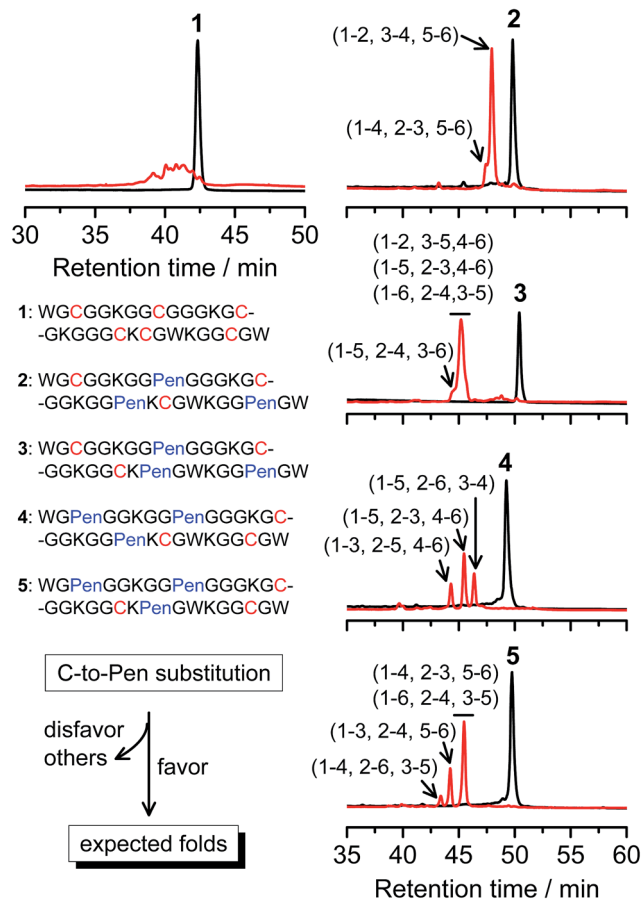 1
30 35 40 45 50
Retention time / min
1: WGCGGKGGCGGGKGC-
-GKGGGCKCGWKGGCGW
2: WGCGGKGGPenGGGKGC-
-GGKGGPenKCGWKGGPenGW
3: WGCGGKGGPenGGGKGC-
-GGKGGCKPenGWKGGPenGW
4: WGPenGGKGGPenGGGKGC-
-GGKGGPenKCGWKGGCGW
5: WGPenGGKGGPenGGGKGC-
-GGKGGCKPenGWKGGCGW
C-to-Pen substitution
disfavor
others
favor
expected folds
2
(1-2, 3-4, 5-6)
(1-4, 2-3, 5-6)
(1-2, 3-5,4-6)
(1-5, 2-3,4-6)
(1-6, 2-4,3-5)
3
(1-5, 2-4, 3-6)
4
(1-5, 2-6, 3-4)
(1-5, 2-3, 4-6)
(1-3, 2-5, 4-6)
5
(1-4, 2-3, 5-6)
(1-6, 2-4, 3-5)
(1-3, 2-4, 5-6)
(1-4, 2-6, 3-5)
35 40 45 50 55 60
Retention time / min